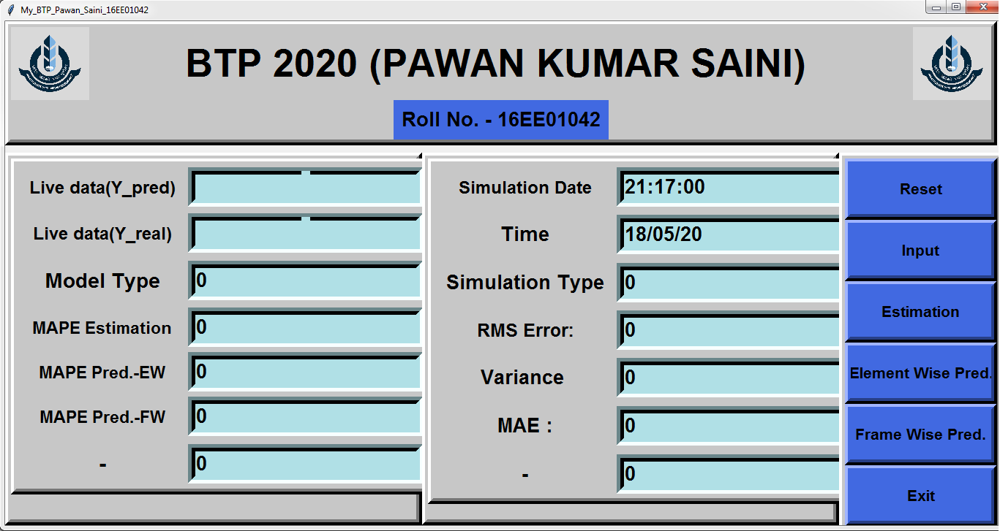 My_BTP_Pawan_Saini_16EE01042
BTP 2020 (PAWAN KUMAR SAINI)
Roll No. - 16EE01042
Live data(Y_pred)
Live data(Y_real)
Model Type 0
MAPE Estimation 0
MAPE Pred.-EW 0
MAPE Pred.-FW 0
- 0
Simulation Date 21:17:00
Time 18/05/20
Simulation Type 0
RMS Error: 0
Variance 0
MAE : 0
- 0
Reset
Input
Estimation
Element Wise Pred.
Frame Wise Pred.
Exit